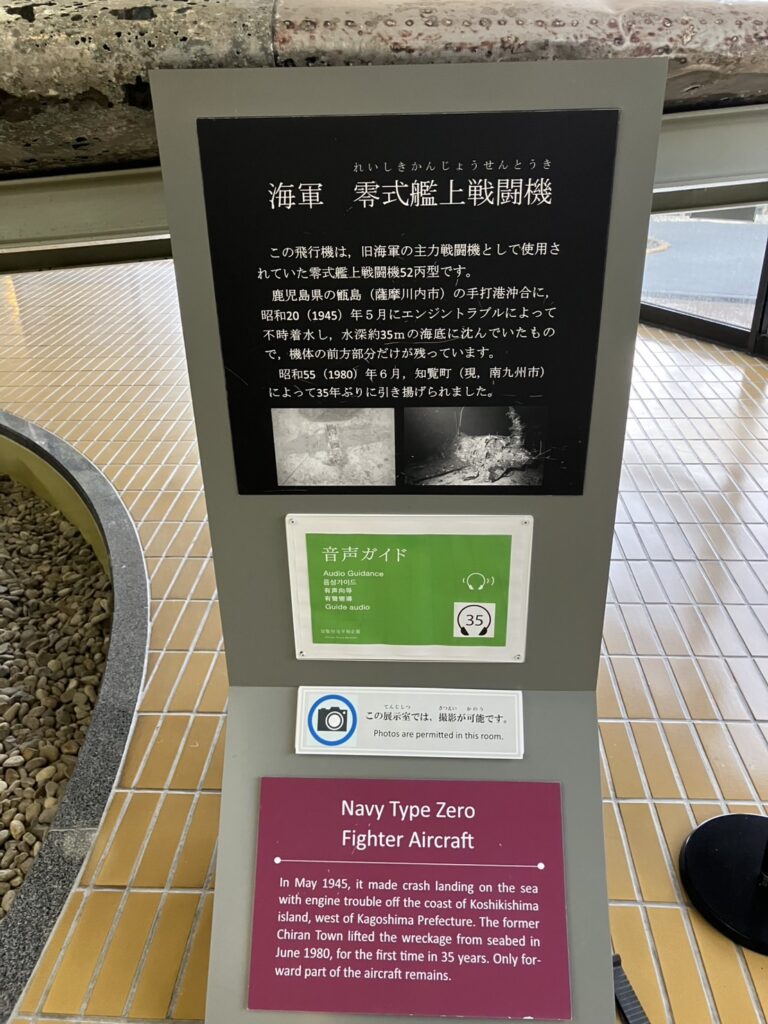 れいしきかんじょうせんとうき
海軍　零式艦上戦闘機
この飛行機は，旧海軍の主力戦闘機として使用さ
れていた零式艦上戦闘機52丙型です。
鹿児島県の甑島（薩摩川内市）の手打港沖合に，
昭和20（1945）年５月にエンジントラブルによって
不時着水し，水深約35ｍの海底に沈んでいたもの
で，機体の前方部分だけが残っています。
昭和55（1980）年６月，知覧町（現，南九州市）
によって35年ぶりに引き揚げられました。
音声ガイド
Audio Guidance
음성가이드
有声向导
有聲嚮導
Guide audio
35
てんじしつ さつえい かのう
この展示室では、撮影が可能です。
Photos are permitted in this room.
Navy Type Zero
Fighter Aircraft
In May 1945, it made crash landing on the sea
with engine trouble off the coast of Koshikishima
island, west of Kagoshima Prefecture. The former
Chiran Town lifted the wreckage from seabed in
June 1980, for the first time in 35 years. Only for-
ward part of the aircraft remains.